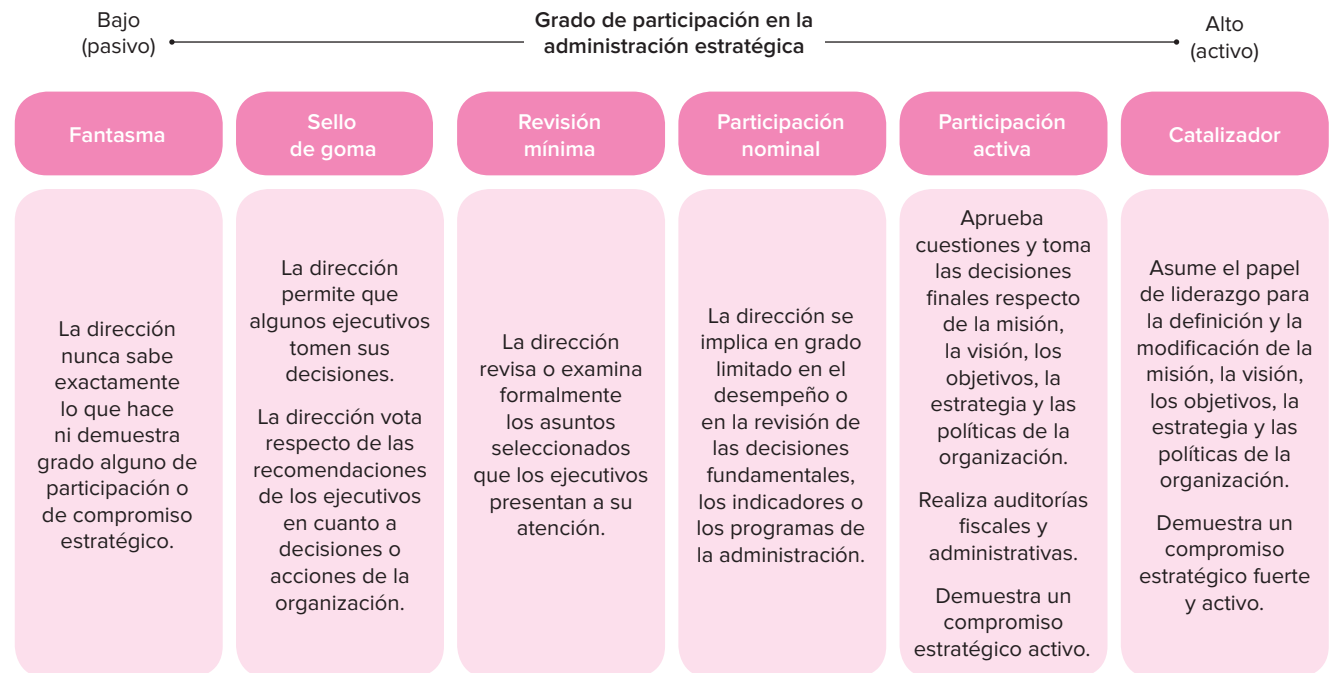 Bajo
(pasivo)
Grado de participación en la
administración estratégica
Alto
(activo)
Fantasma
Sello
de goma
Revisión
mínima
Participación
nominal
Participación
activa
Catalizador
La dirección
nunca sabe
exactamente
lo que hace
ni demuestra
grado alguno de
participación o
de compromiso
estratégico.
La dirección
permite que
algunos ejecutivos
tomen sus
decisiones.
La dirección vota
respecto de las
recomendaciones
de los ejecutivos
en cuanto a
decisiones o
acciones de la
organización.
La dirección
revisa o examina
formalmente
los asuntos
seleccionados
que los ejecutivos
presentan a su
atención.
La dirección se
implica en grado
limitado en el
desempeño o
en la revisión de
las decisiones
fundamentales,
los indicadores o
los programas de
la administración.
Aprueba
cuestiones y toma
las decisiones
finales respecto
de la misión,
la visión, los
objetivos, la
estrategia y las
políticas de la
organización.
Realiza auditorías
fiscales y
administrativas.
Demuestra un
compromiso
estratégico activo.
Asume el papel
de liderazgo para
la definición y la
modificación de la
misión, la visión,
los objetivos, la
estrategia y las
políticas de la
organización.
Demuestra un
compromiso
estratégico fuerte
y activo.